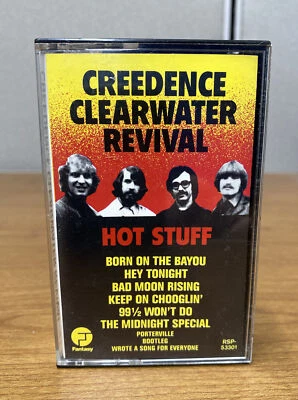 CREEDENCE
CLEARWATER
REVIVAL
HOT STUFF
BORN ON THE BAYOU
HEY TONIGHT
BAD MOON RISING
KEEP ON CHOOGLIN'
99½ WON'T DO
THE MIDNIGHT SPECIAL
PORTERVILLE
BOOTLEG
WROTE A SONG FOR EVERYONE
Fantasy
RSP-
53301